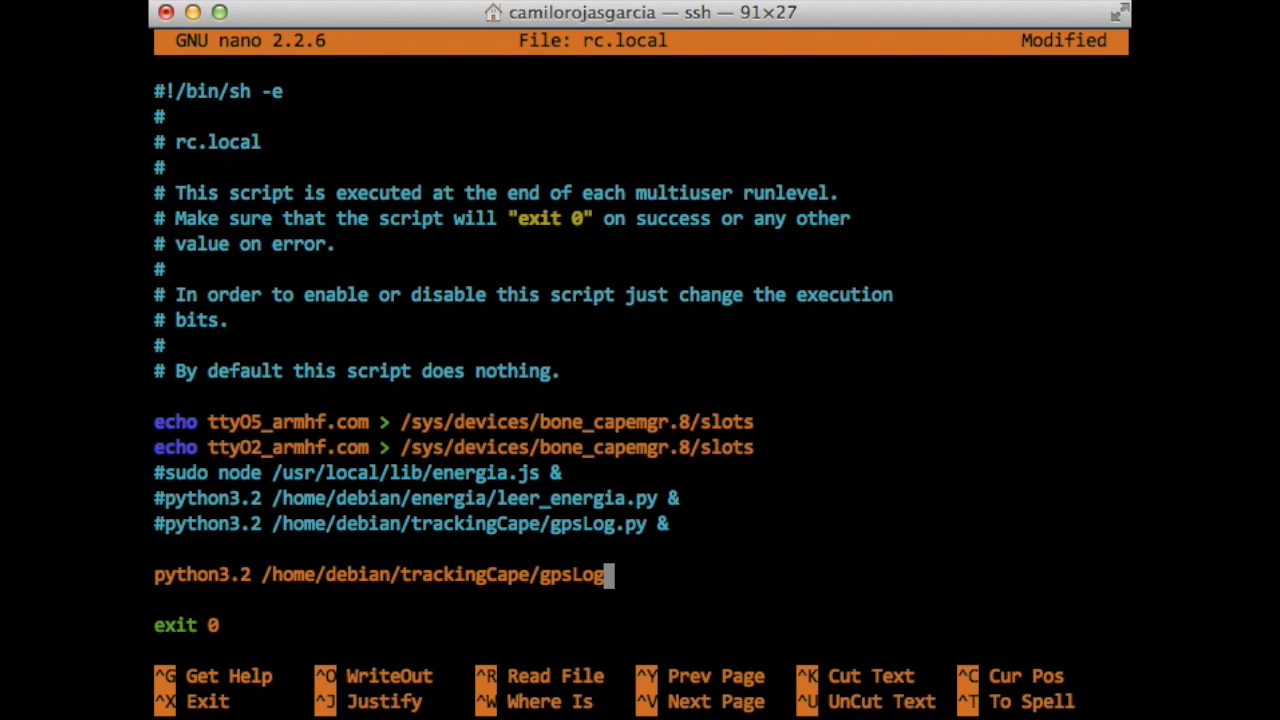 camilorojasgarcia — ssh — 91×27
GNU nano 2.2.6 File: rc.local Modified
#!/bin/sh -e
#
# rc.local
#
# This script is executed at the end of each multiuser runlevel.
# Make sure that the script will "exit 0" on success or any other
# value on error.
#
# In order to enable or disable this script just change the execution
# bits.
#
# By default this script does nothing.
echo ttyO5_armhf.com > /sys/devices/bone_capemgr.8/slots
echo ttyO2_armhf.com > /sys/devices/bone_capemgr.8/slots
#sudo node /usr/local/lib/energia.js &
#python3.2 /home/debian/energia/leer_energia.py &
#python3.2 /home/debian/trackingCape/gpsLog.py &
python3.2 /home/debian/trackingCape/gpsLog
exit 0
^G Get Help ^O WriteOut ^R Read File ^Y Prev Page ^K Cut Text ^C Cur Pos
^X Exit ^J Justify ^W Where Is ^V Next Page ^U UnCut Text ^T To Spell